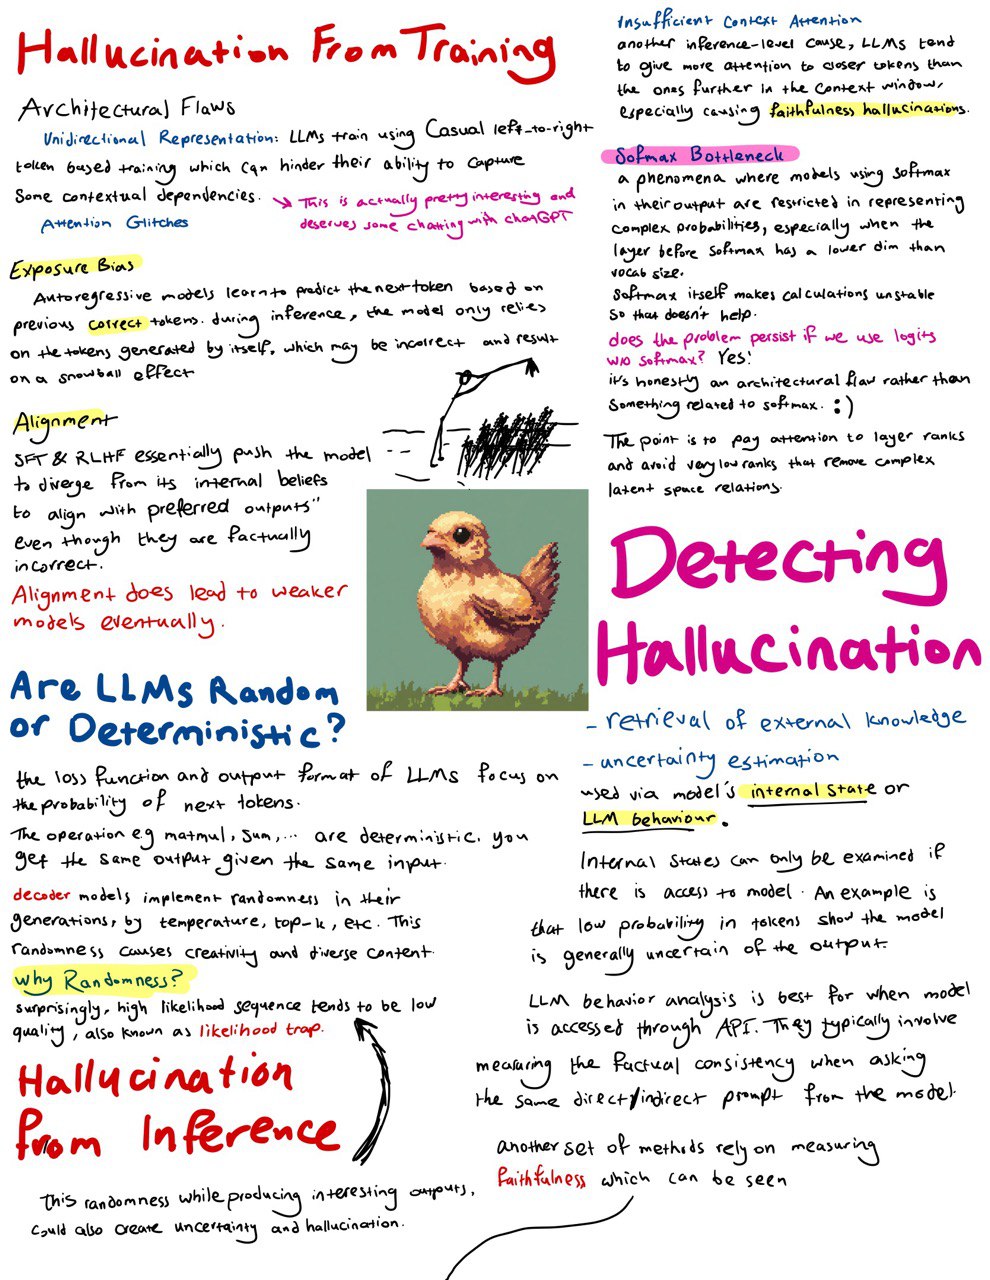 Hallucination From Training
Architectural Flaws
Unidirectional Representation: LLMs train using Casual left-to-right
token based training which can hinder their ability to capture
Some contextual dependencies.
This is actually pretty interesting and
deserves some chatting with chatGPT
Attention Glitches
Exposure Bias
Autoregressive models learn to predict the next token based on
previous correct tokens. during inference, the model only relies
on the tokens generated by itself, which may be incorrect and result
on a snowball effect
Alignment
SFT & RLHF essentially push the model
to diverge from its internal beliefs
to align with preferred outputs"
even though they are factually
incorrect.
Alignment does lead to weaker
models eventually.
Are LLMs Random
or Deterministic?
the loss function and output format of LLMs focus on
the probability of next tokens.
The operation e.g matmul, sum, ... are deterministic. you
get the same output given the same input.
decoder models implement randomness in their
generations, by temperature, top-k, etc. This
randomness causes creativity and diverse content.
why Randomness?
surprisingly, high likelihood sequence tends to be low
quality, also known as likelihood trap.
Hallucination
from Inference
This randomness while producing interesting outputs,
could also create uncertainty and hallucination.
Insufficient Context Attention
another inference-level cause, LLMs tend
to give more attention to closer tokens than
the ones further in the context window,
especially causing faithfulness hallucinations.
Sofmax Bottleneck
a phenomena where models using softmax
in their output are restricted in representing
complex probabilities, especially when the
layer before softmax has a lower dim than
vocab size.
Softmax itself makes calculations unstable
so that doesn't help.
does the problem persist if we use logits
w/o softmax? Yes!
it's honestly an architectural flaw rather than
Something related to softmax. :)
The point is to pay attention to layer ranks
and avoid very low ranks that remove complex
latent space relations.
Detecting
Hallucination
- retrieval of external knowledge
- uncertainty estimation
used via model's internal state or
LLM behaviour.
Internal States can only be examined if
there is access to model. An example is
that low probability in tokens show the model
is generally uncertain of the output.
LLM behavior analysis is best for when model
is accessed through API. They typically involve
measuring the factual consistency when asking
the same direct/indirect prompt from the model.
another set of methods rely on measuring
faithfulness which can be seen